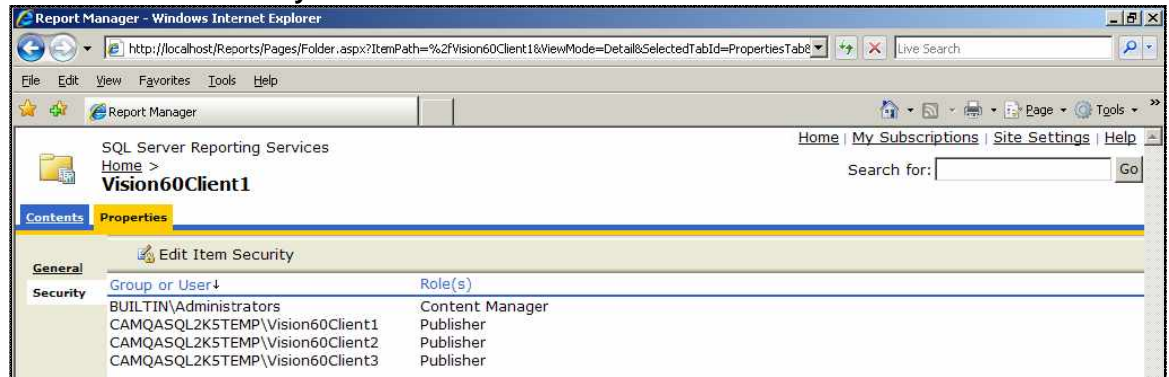 Report Manager - Windows Internet Explorer
http://localhost/Reports/Pages/Folder.aspx?ItemPath=%2fVision60Client1&ViewMode=Detail&SelectedTabId=PropertiesTab& Live Search
File Edit View Favorites Tools Help
Report Manager Page Tools »
Home | My Subscriptions | Site Settings | Help
SQL Server Reporting Services
Home >
Vision60Client1
Search for: Go
Contents Properties
General
Security
Edit Item Security
Group or User↓ Role(s)
BUILTIN\Administrators Content Manager
CAMQASQL2K5TEMP\Vision60Client1 Publisher
CAMQASQL2K5TEMP\Vision60Client2 Publisher
CAMQASQL2K5TEMP\Vision60Client3 Publisher